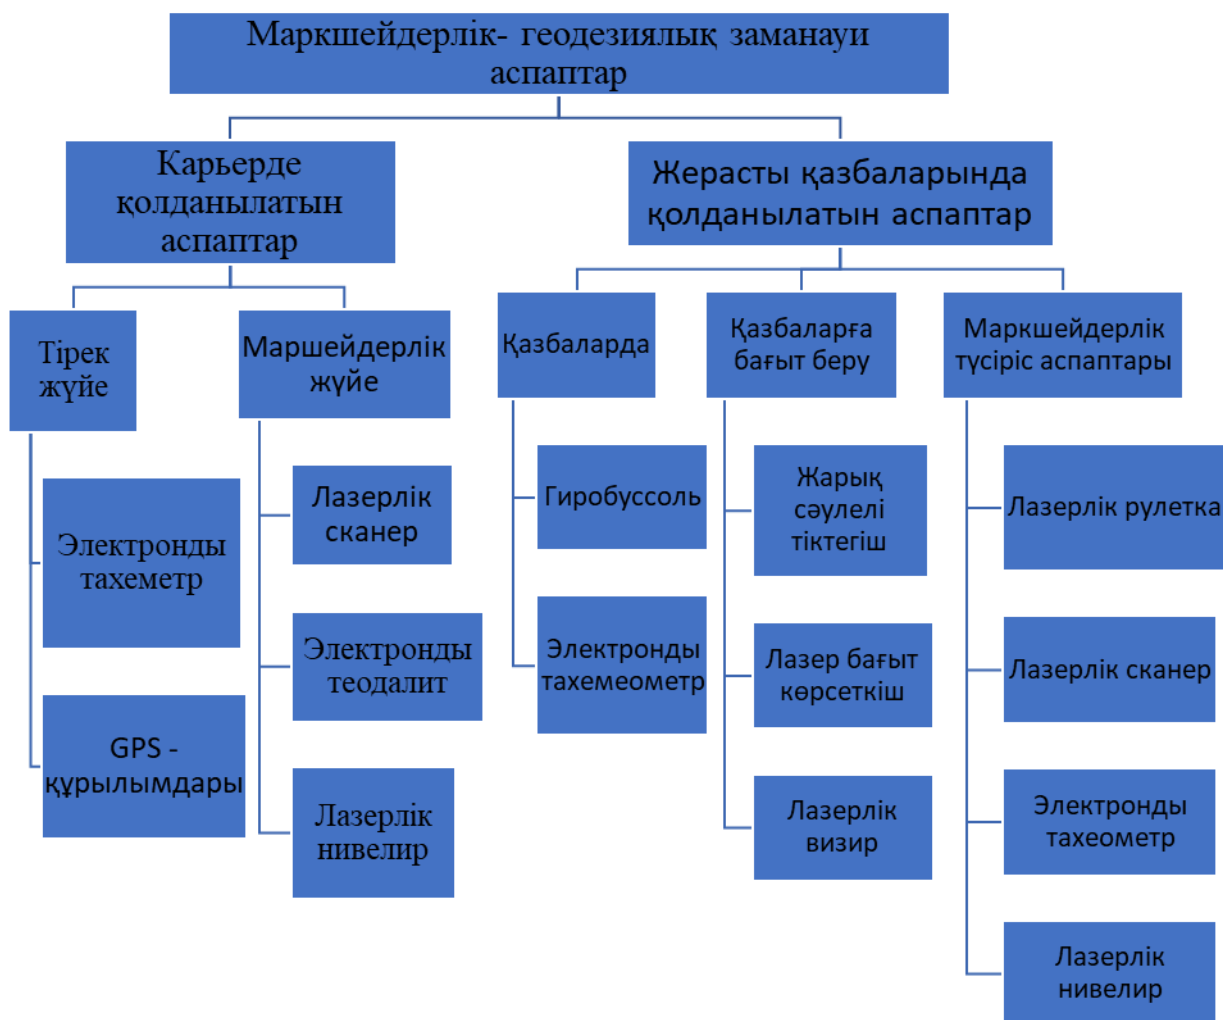 Маркшейдерлік- геодезиялық заманауи
аспаптар
Карьерде
қолданылатын
аспаптар
Тірек
жүйе
Электронды
тахеметр
GPS -
құрылымдары
Маршейдерлік
жүйе
Лазерлік
сканер
Электронды
теодалит
Лазерлік
нивелир
Жерасты қазбаларында
қолданылатын аспаптар
Қазбаларда
Гиробуссоль
Электронды
тахемеометр
Қазбаларға
бағыт беру
Жарық
сәулелі
тіктегіш
Лазер бағыт
көрсеткіш
Лазерлік
визир
Маркшейдерлік
түсіріс аспаптары
Лазерлік рулетка
Лазерлік сканер
Электронды
тахеометр
Лазерлік
нивелир